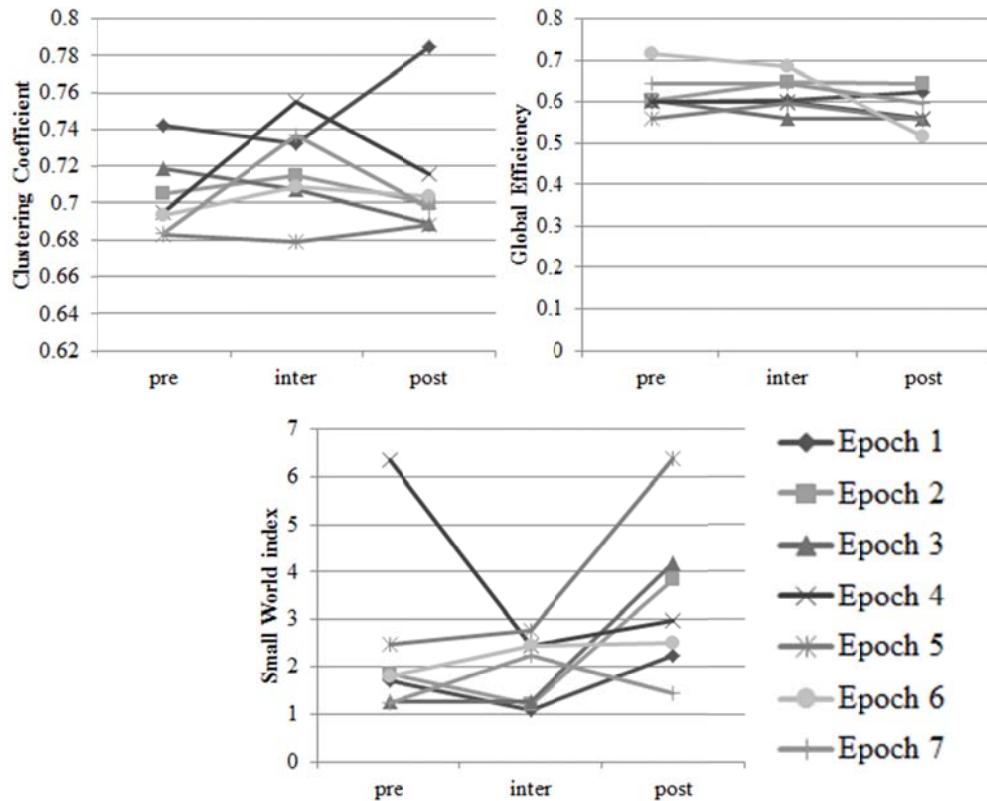 Clustering Coefficient
0.8
0.78
0.76
0.74
0.72
0.7
0.68
0.66
0.64
0.62
pre inter post
Global Efficiency
0.8
0.7
0.6
0.5
0.4
0.3
0.2
0.1
0
pre inter post
Small World index
7
6
5
4
3
2
1
0
pre inter post
Epoch 1
Epoch 2
Epoch 3
Epoch 4
Epoch 5
Epoch 6
Epoch 7